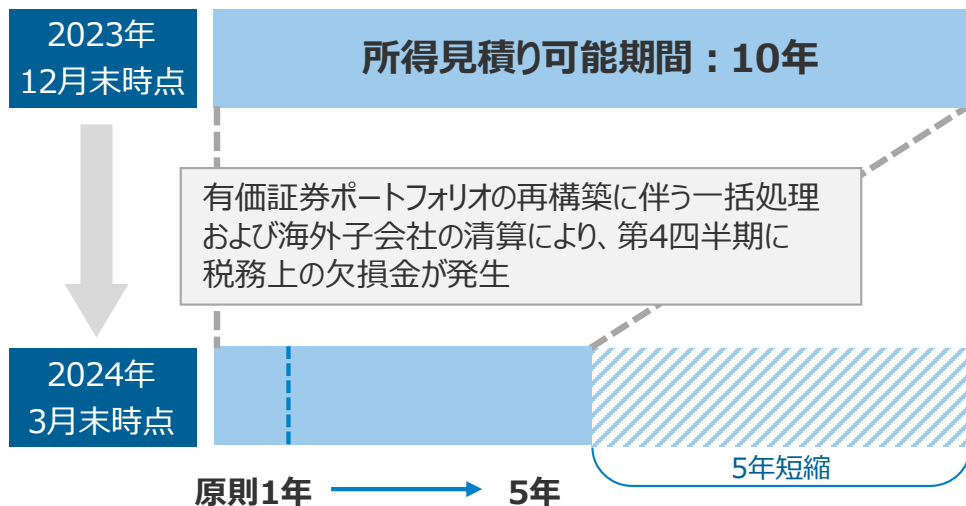 2023年
12月末時点
所得見積り可能期間：10年
有価証券ポートフォリオの再構築に伴う一括処理
および海外子会社の清算により、第4四半期に
税務上の欠損金が発生
2024年
3月末時点
5年短縮
原則1年
5年